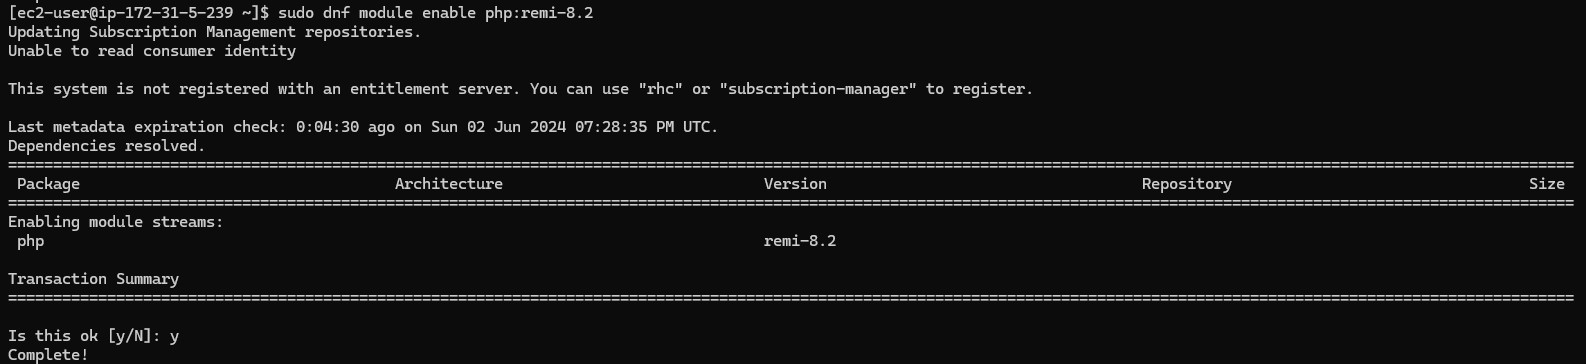 [ec2-user@ip-172-31-5-239 ~]$ sudo dnf module enable php:remi-8.2
Updating Subscription Management repositories.
Unable to read consumer identity
This system is not registered with an entitlement server. You can use "rhc" or "subscription-manager" to register.
Last metadata expiration check: 0:04:30 ago on Sun 02 Jun 2024 07:28:35 PM UTC.
Dependencies resolved.
================================================================================================================================================================================
Package Architecture Version Repository Size
================================================================================================================================================================================
Enabling module streams:
php remi-8.2
Transaction Summary
================================================================================================================================================================================
Is this ok [y/N]: y
Complete!